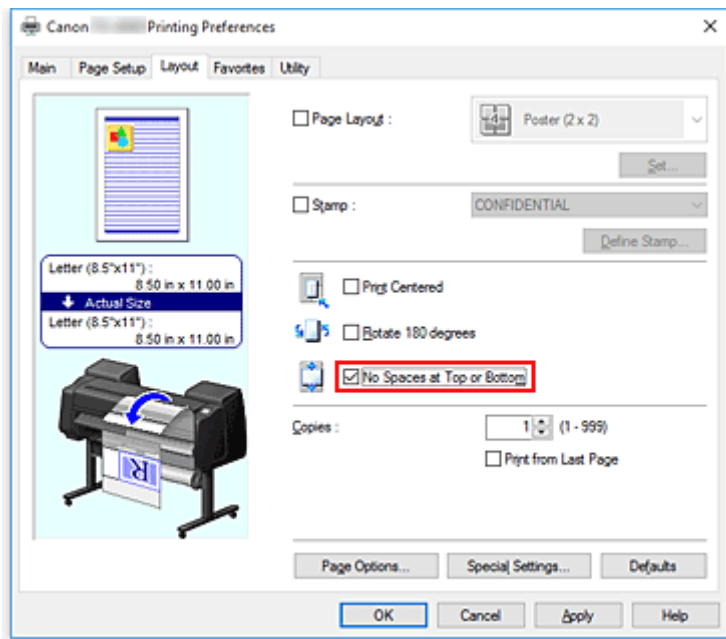 Canon Printing Preferences
Main Page Setup Layout Favorites Utility
Page Layout :
4
Poster (2 x 2)
Set...
Stamp :
CONFIDENTIAL
Define Stamp...
Letter (8.5"x11") :
8.50 in x 11.00 in
Actual Size
Letter (8.5"x11") :
8.50 in x 11.00 in
Print Centered
Rotate 180 degrees
No Spaces at Top or Bottom
R
Copies :
1 (1 - 999)
Print from Last Page
Page Options... Special Settings... Defaults
OK Cancel Apply Help